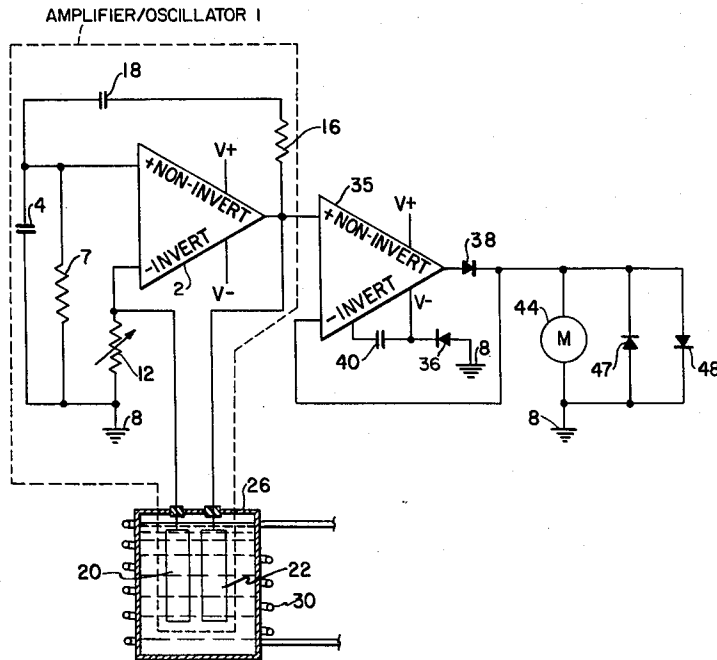 AMPLIFIER/OSCILLATOR 1
18
16
V+
35
+NON-INVERT
V+
4
+NON-INVERT
38
7
-INVERT
2
V-
-INVERT
V-
44
M
47
48
12
40
36
8
8
8
26
20
22
30